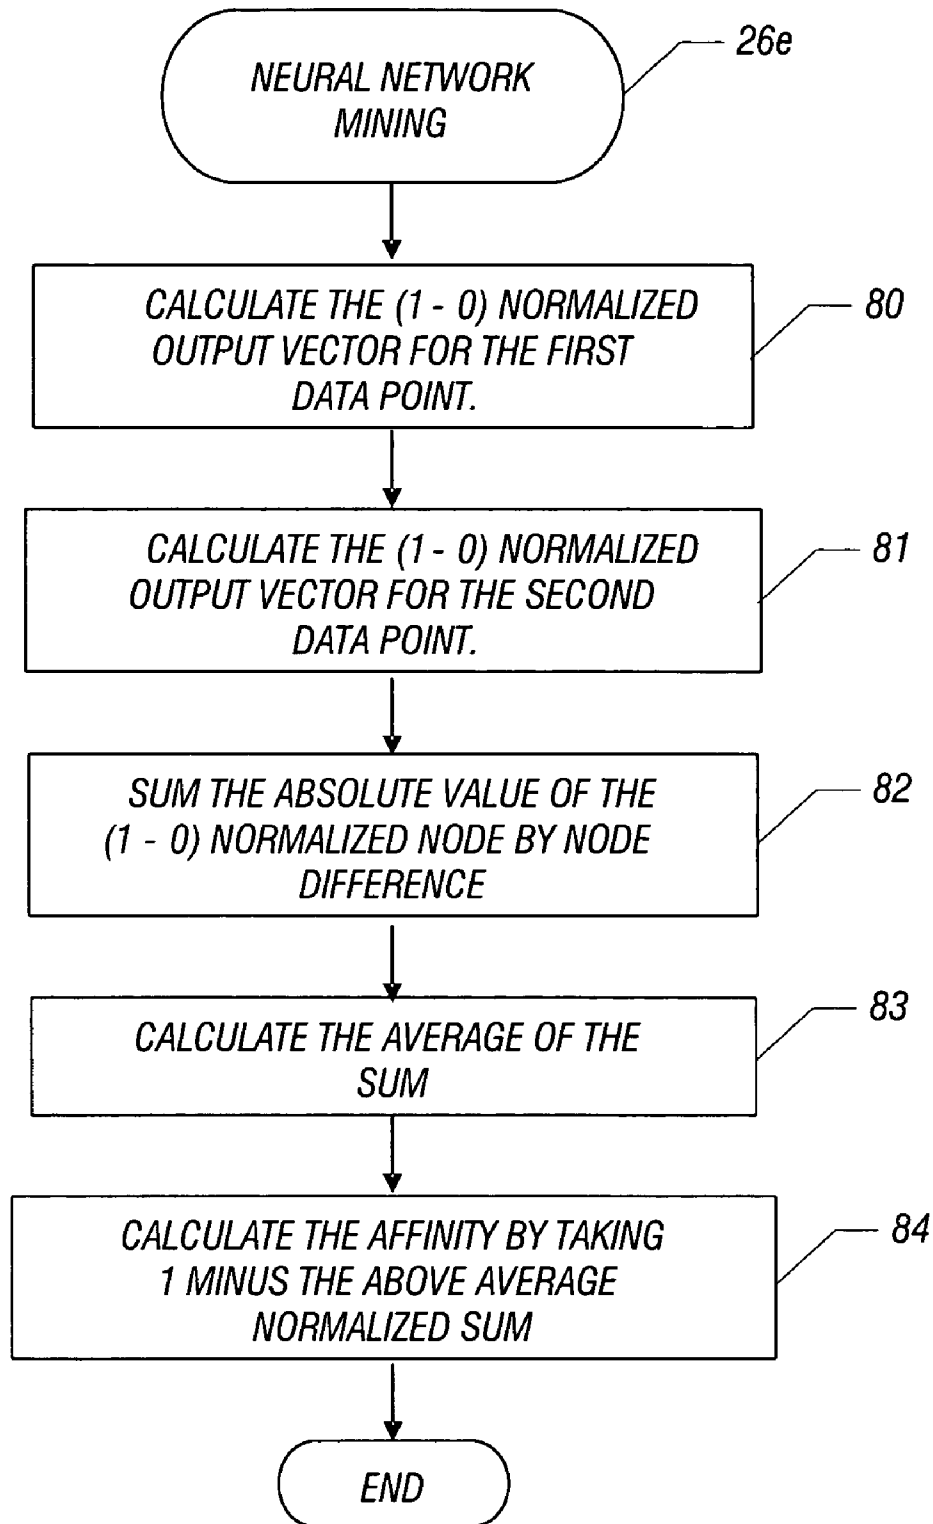 NEURAL NETWORK
MINING
26e
CALCULATE THE (1 - 0) NORMALIZED
OUTPUT VECTOR FOR THE FIRST
DATA POINT.
80
CALCULATE THE (1 - 0) NORMALIZED
OUTPUT VECTOR FOR THE SECOND
DATA POINT.
81
SUM THE ABSOLUTE VALUE OF THE
(1 - 0) NORMALIZED NODE BY NODE
DIFFERENCE
82
CALCULATE THE AVERAGE OF THE
SUM
83
CALCULATE THE AFFINITY BY TAKING
1 MINUS THE ABOVE AVERAGE
NORMALIZED SUM
84
END